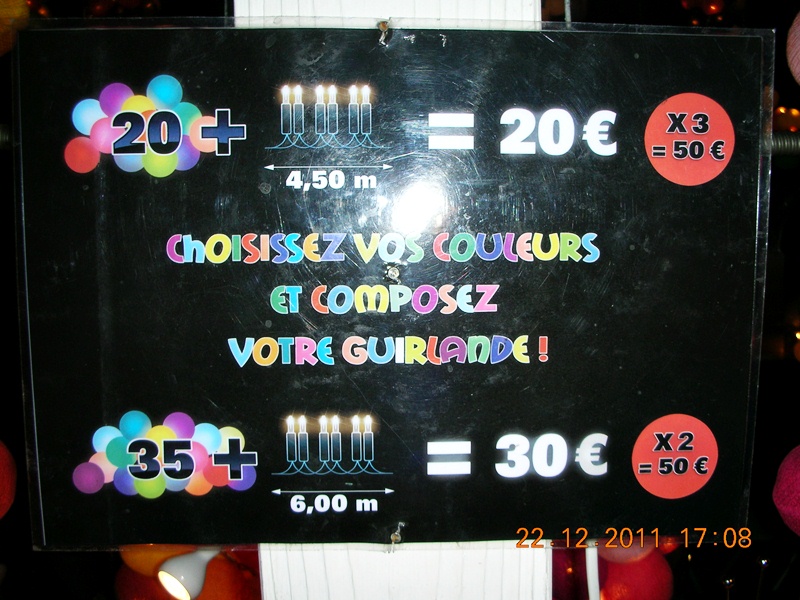 20 + = 20 €
X 3
= 50 €
4,50 m
ChOISISSEZ VOS COULEURS
ET COMPOSEZ
VOTRE GUIRLANDE !
35 + = 30 €
X 2
= 50 €
6,00 m
22.12.2011 17:08